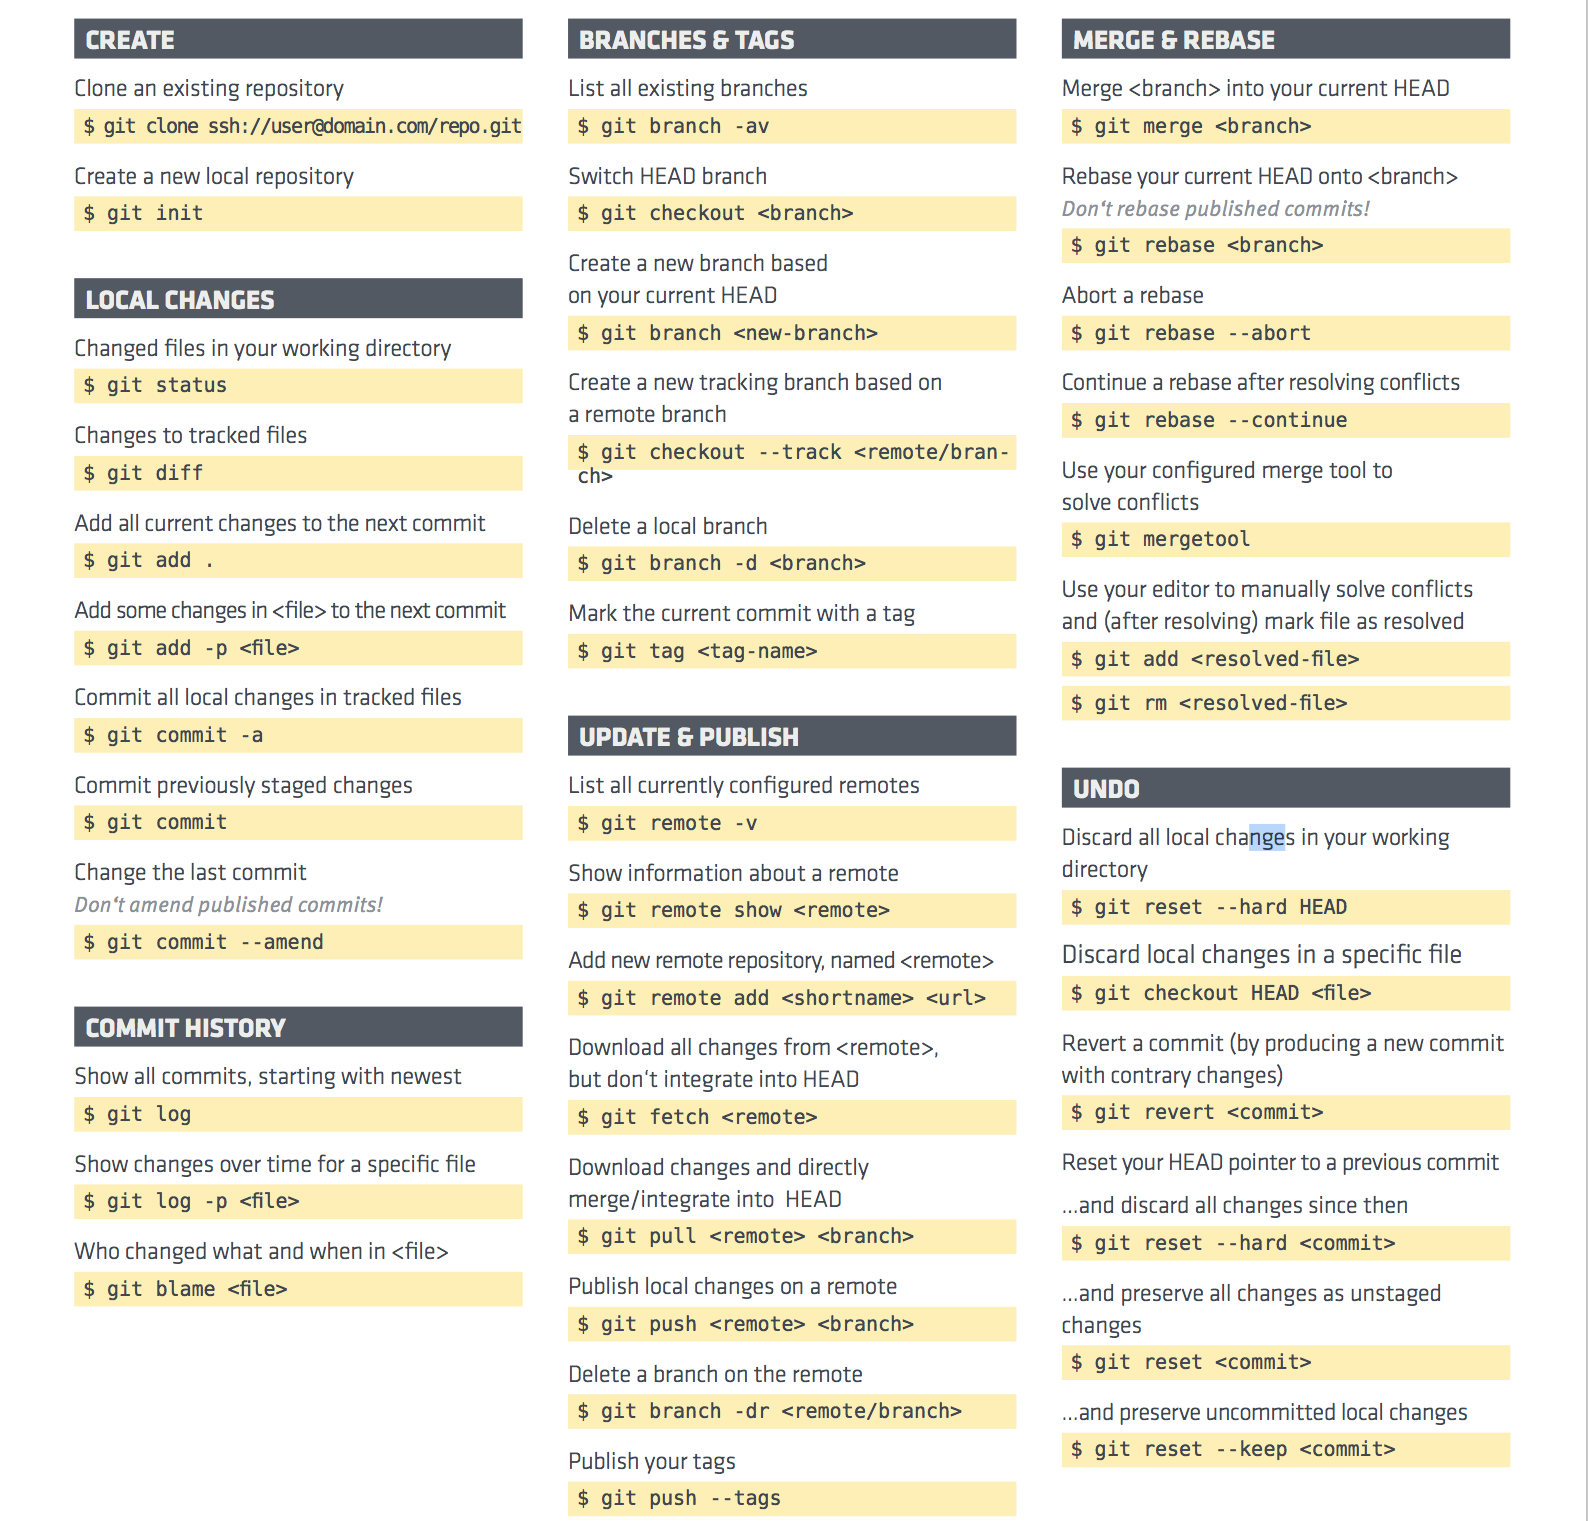 CREATE
Clone an existing repository
$ git clone ssh://user@domain.com/repo.git
Create a new local repository
$ git init
LOCAL CHANGES
Changed files in your working directory
$ git status
Changes to tracked files
$ git diff
Add all current changes to the next commit
$ git add .
Add some changes in <file> to the next commit
$ git add -p <file>
Commit all local changes in tracked files
$ git commit -a
Commit previously staged changes
$ git commit
Change the last commit
Don‘t amend published commits!
$ git commit --amend
COMMIT HISTORY
Show all commits, starting with newest
$ git log
Show changes over time for a specific file
$ git log -p <file>
Who changed what and when in <file>
$ git blame <file>
BRANCHES & TAGS
List all existing branches
$ git branch -av
Switch HEAD branch
$ git checkout <branch>
Create a new branch based
on your current HEAD
$ git branch <new-branch>
Create a new tracking branch based on
a remote branch
$ git checkout --track <remote/bran-
ch>
Delete a local branch
$ git branch -d <branch>
Mark the current commit with a tag
$ git tag <tag-name>
UPDATE & PUBLISH
List all currently configured remotes
$ git remote -v
Show information about a remote
$ git remote show <remote>
Add new remote repository, named <remote>
$ git remote add <shortname> <url>
Download all changes from <remote>,
but don‘t integrate into HEAD
$ git fetch <remote>
Download changes and directly
merge/integrate into HEAD
$ git pull <remote> <branch>
Publish local changes on a remote
$ git push <remote> <branch>
Delete a branch on the remote
$ git branch -dr <remote/branch>
Publish your tags
$ git push --tags
MERGE & REBASE
Merge <branch> into your current HEAD
$ git merge <branch>
Rebase your current HEAD onto <branch>
Don‘t rebase published commits!
$ git rebase <branch>
Abort a rebase
$ git rebase --abort
Continue a rebase after resolving conflicts
$ git rebase --continue
Use your configured merge tool to
solve conflicts
$ git mergetool
Use your editor to manually solve conflicts
and (after resolving) mark file as resolved
$ git add <resolved-file>
$ git rm <resolved-file>
UNDO
Discard all local changes in your working
directory
$ git reset --hard HEAD
Discard local changes in a specific file
$ git checkout HEAD <file>
Revert a commit (by producing a new commit
with contrary changes)
$ git revert <commit>
Reset your HEAD pointer to a previous commit
...and discard all changes since then
$ git reset --hard <commit>
...and preserve all changes as unstaged
changes
$ git reset <commit>
...and preserve uncommitted local changes
$ git reset --keep <commit>